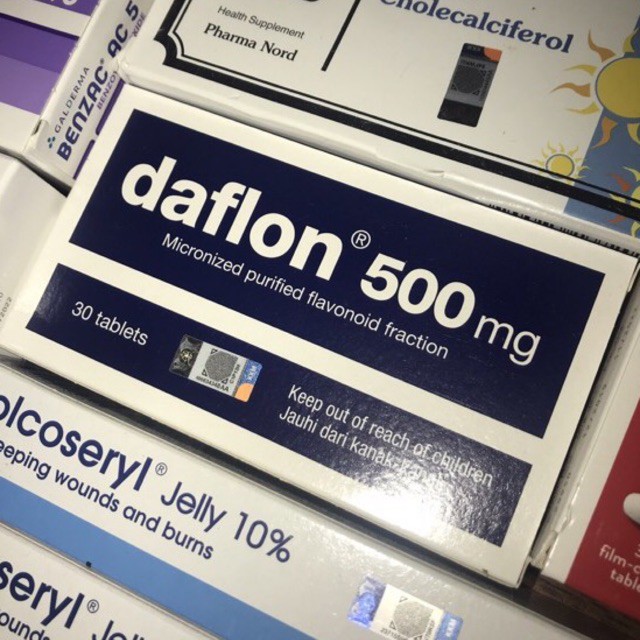 Cholecalciferol
Health Supplement
Pharma Nord
GALDERMA
BENZAC® AC 5
daflon® 500 mg
Micronized purified flavonoid fraction
30 tablets
Keep out of reach of children
Jauhi dari
olcoseryl® Jelly 10%
eeping wounds and burns
seryl®
film-c
table